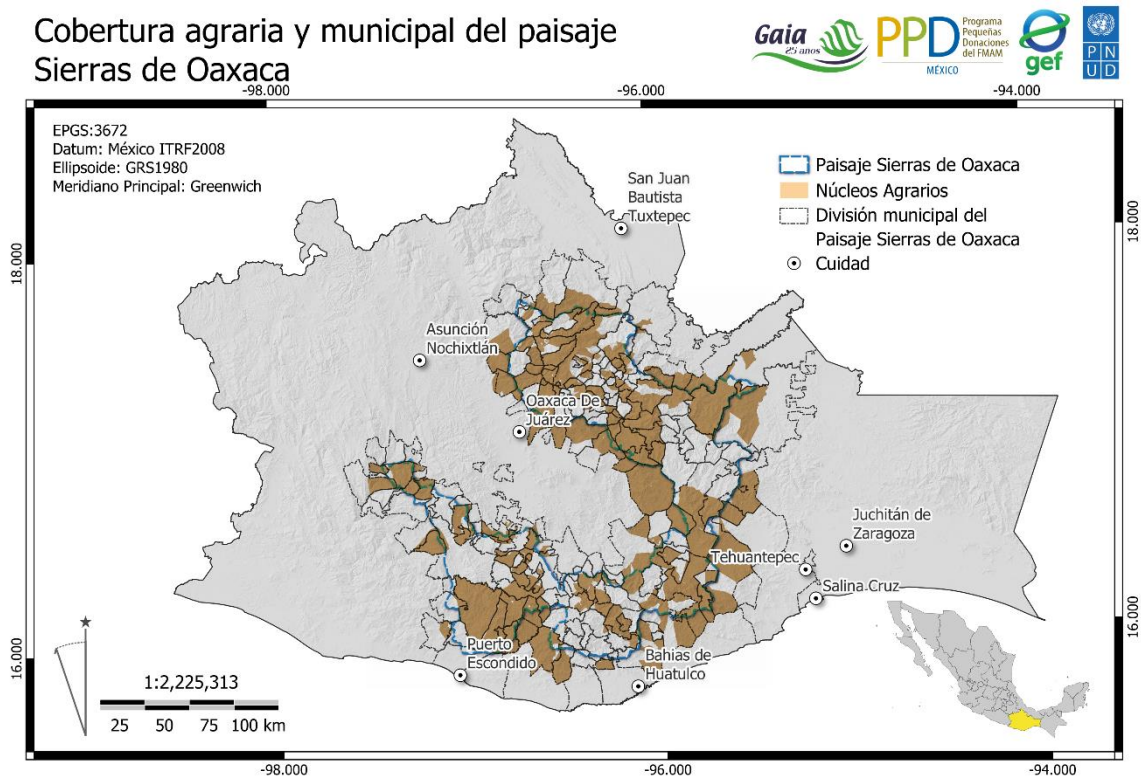 Cobertura agraria y municipal del paisaje
Sierras de Oaxaca
Gaia
25 años
PPD
MÉXICO
Programa
Pequeñas
Donaciones
del FMAM
gef
P N
U D
-98.000
-96.000
-94.000
EPGS:3672
Datum: México ITRF2008
Ellipsoide: GRS1980
Meridiano Principal: Greenwich
Paisaje Sierras de Oaxaca
Núcleos Agrarios
División municipal del
Paisaje Sierras de Oaxaca
Cuidad
18.000
18.000
San Juan
Bautista
Tuxtepec
Asunción
Nochixtlán
Oaxaca De
Juárez
Juchitán de
Zaragoza
Tehuantepec
Salina Cruz
Puerto
Escondido
Bahias de
Huatulco
16.000
16.000
1:2,225,313
25 50 75 100 km
-98.000
-96.000
-94.000